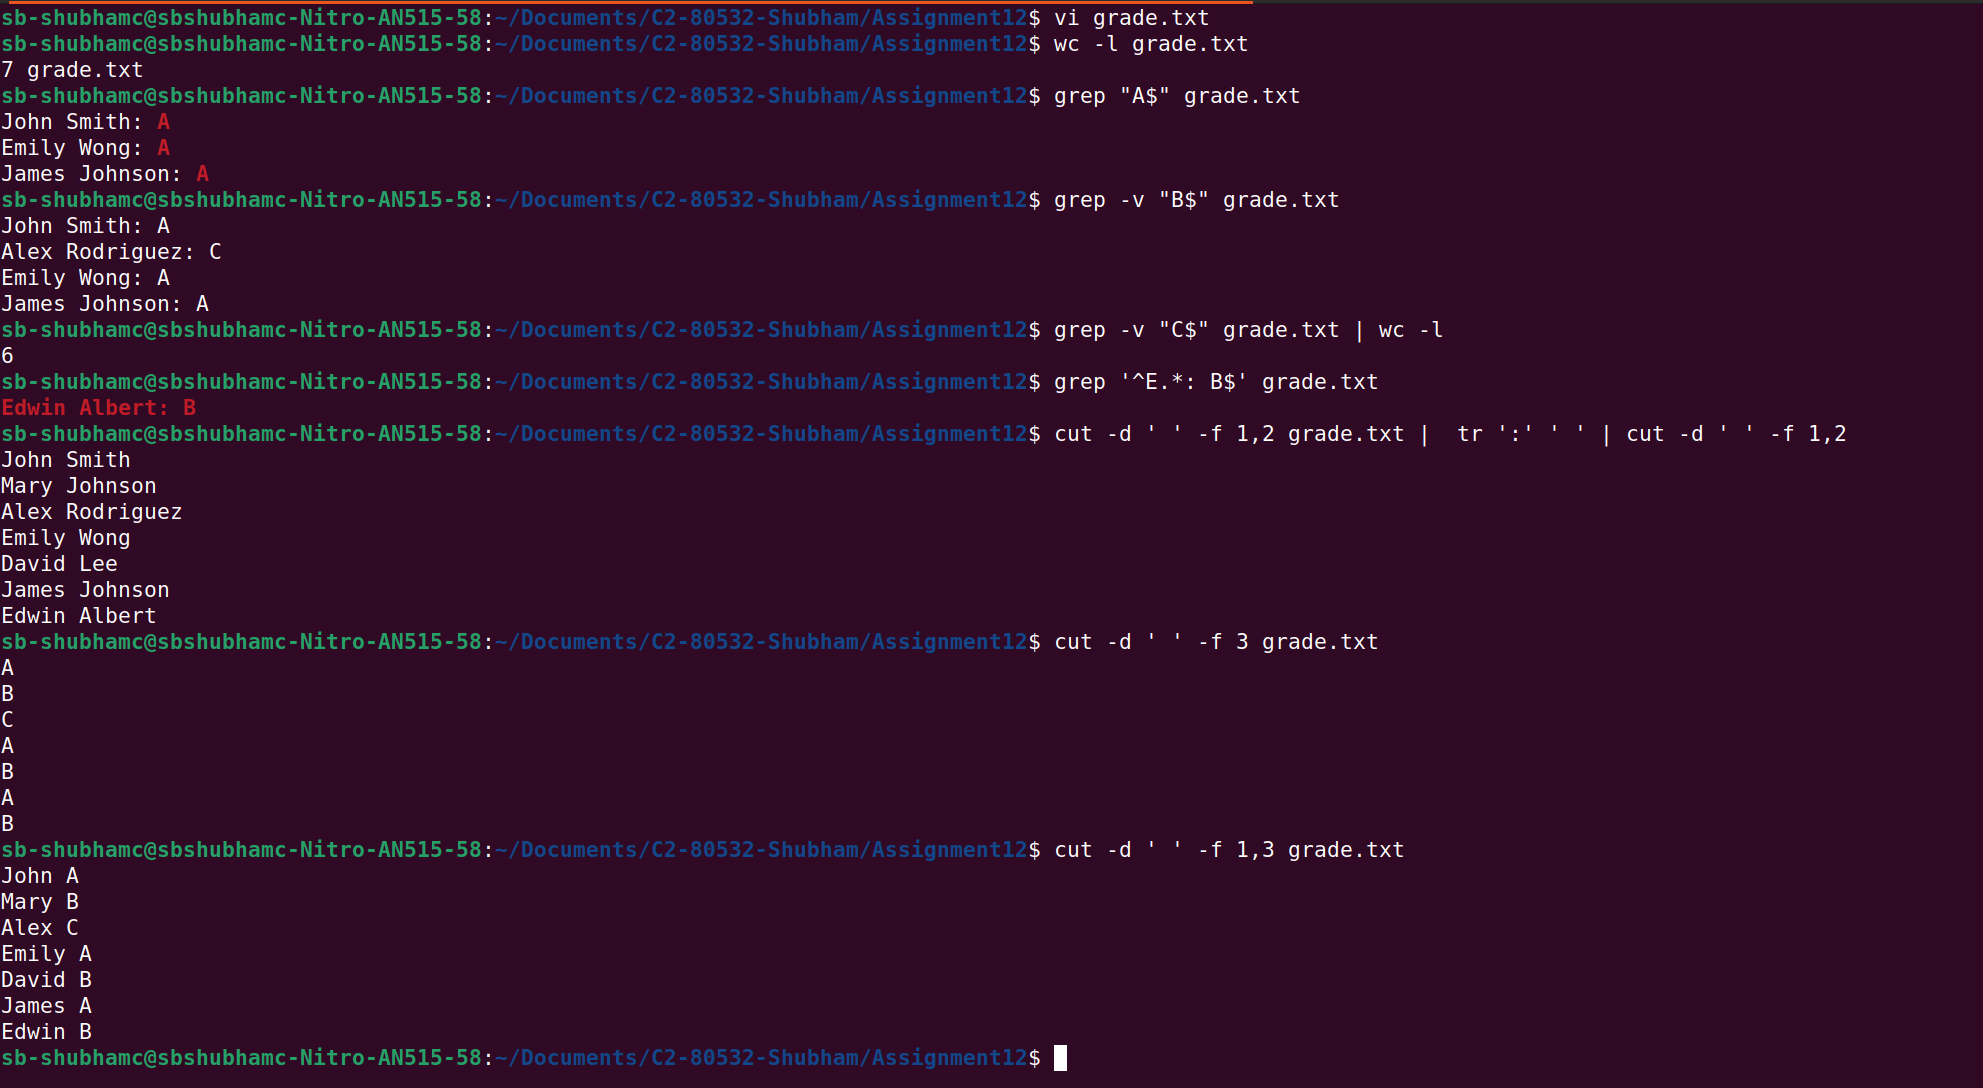 sb-shubhamc@sbshubhamc-Nitro-AN515-58:~/Documents/C2-80532-Shubham/Assignment12$ vi grade.txt
sb-shubhamc@sbshubhamc-Nitro-AN515-58:~/Documents/C2-80532-Shubham/Assignment12$ wc -l grade.txt
7 grade.txt
sb-shubhamc@sbshubhamc-Nitro-AN515-58:~/Documents/C2-80532-Shubham/Assignment12$ grep "A$" grade.txt
John Smith: A
Emily Wong: A
James Johnson: A
sb-shubhamc@sbshubhamc-Nitro-AN515-58:~/Documents/C2-80532-Shubham/Assignment12$ grep -v "B$" grade.txt
John Smith: A
Alex Rodriguez: C
Emily Wong: A
James Johnson: A
sb-shubhamc@sbshubhamc-Nitro-AN515-58:~/Documents/C2-80532-Shubham/Assignment12$ grep -v "C$" grade.txt | wc -l
6
sb-shubhamc@sbshubhamc-Nitro-AN515-58:~/Documents/C2-80532-Shubham/Assignment12$ grep '^E.*: B$' grade.txt
Edwin Albert: B
sb-shubhamc@sbshubhamc-Nitro-AN515-58:~/Documents/C2-80532-Shubham/Assignment12$ cut -d ' ' -f 1,2 grade.txt |  tr ':' ' ' | cut -d ' ' -f 1,2
John Smith
Mary Johnson
Alex Rodriguez
Emily Wong
David Lee
James Johnson
Edwin Albert
sb-shubhamc@sbshubhamc-Nitro-AN515-58:~/Documents/C2-80532-Shubham/Assignment12$ cut -d ' ' -f 3 grade.txt
A
B
C
A
B
A
B
sb-shubhamc@sbshubhamc-Nitro-AN515-58:~/Documents/C2-80532-Shubham/Assignment12$ cut -d ' ' -f 1,3 grade.txt
John A
Mary B
Alex C
Emily A
David B
James A
Edwin B
sb-shubhamc@sbshubhamc-Nitro-AN515-58:~/Documents/C2-80532-Shubham/Assignment12$